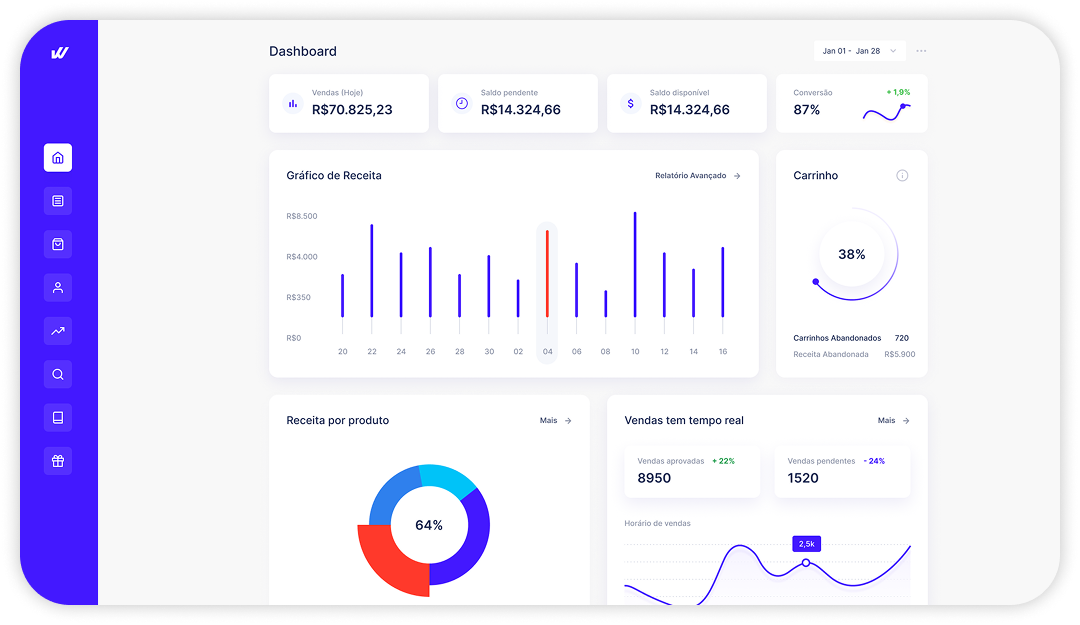 Dashboard
Jan 01 - Jan 28
Vendas (Hoje)
R$70.825,23
Saldo pendente
R$14.324,66
Saldo disponível
R$14.324,66
Conversão
+ 1,9%
87%
Gráfico de Receita
Relatório Avançado
R$8,500
R$4.000
R$350
R$0
20 22 24 26 28 30 02 04 06 08 10 12 14 16
Carrinho
38%
Carrinhos Abandonados 720
Receita Abandonada R$5.900
Receita por produto
Mais
64%
Vendas tem tempo real
Mais
Vendas aprovadas + 22%
8950
Vendas pendentes - 24%
1520
Horário de vendas
2,5k